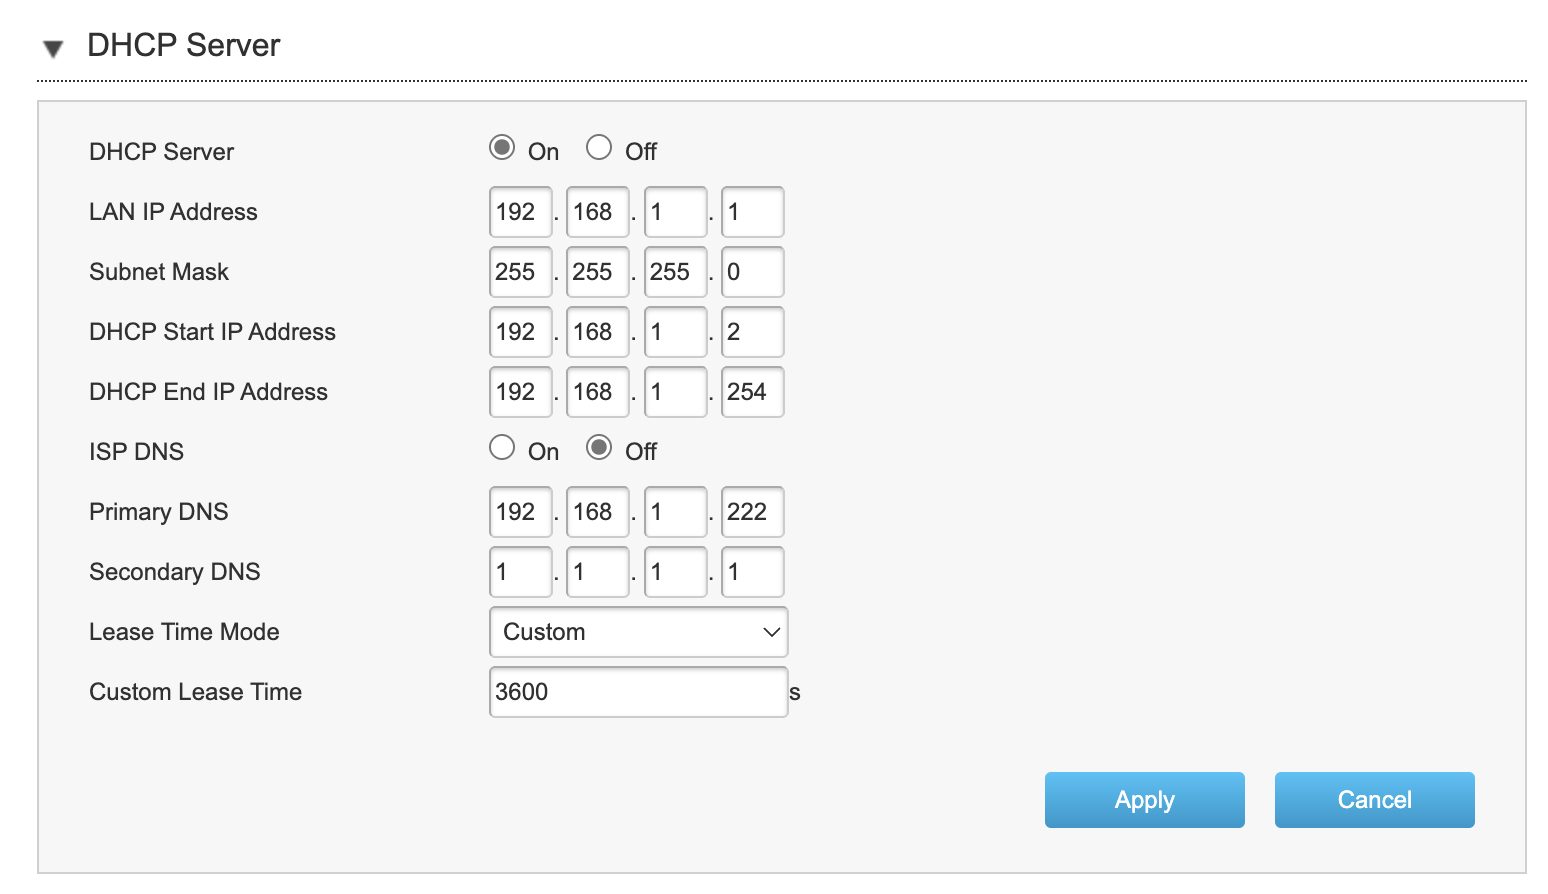 DHCP Server
DHCP Server On Off
LAN IP Address 192 . 168 . 1 . 1
Subnet Mask 255 . 255 . 255 . 0
DHCP Start IP Address 192 . 168 . 1 . 2
DHCP End IP Address 192 . 168 . 1 . 254
ISP DNS On Off
Primary DNS 192 . 168 . 1 . 222
Secondary DNS 1 . 1 . 1 . 1
Lease Time Mode Custom
Custom Lease Time 3600 s
Apply Cancel